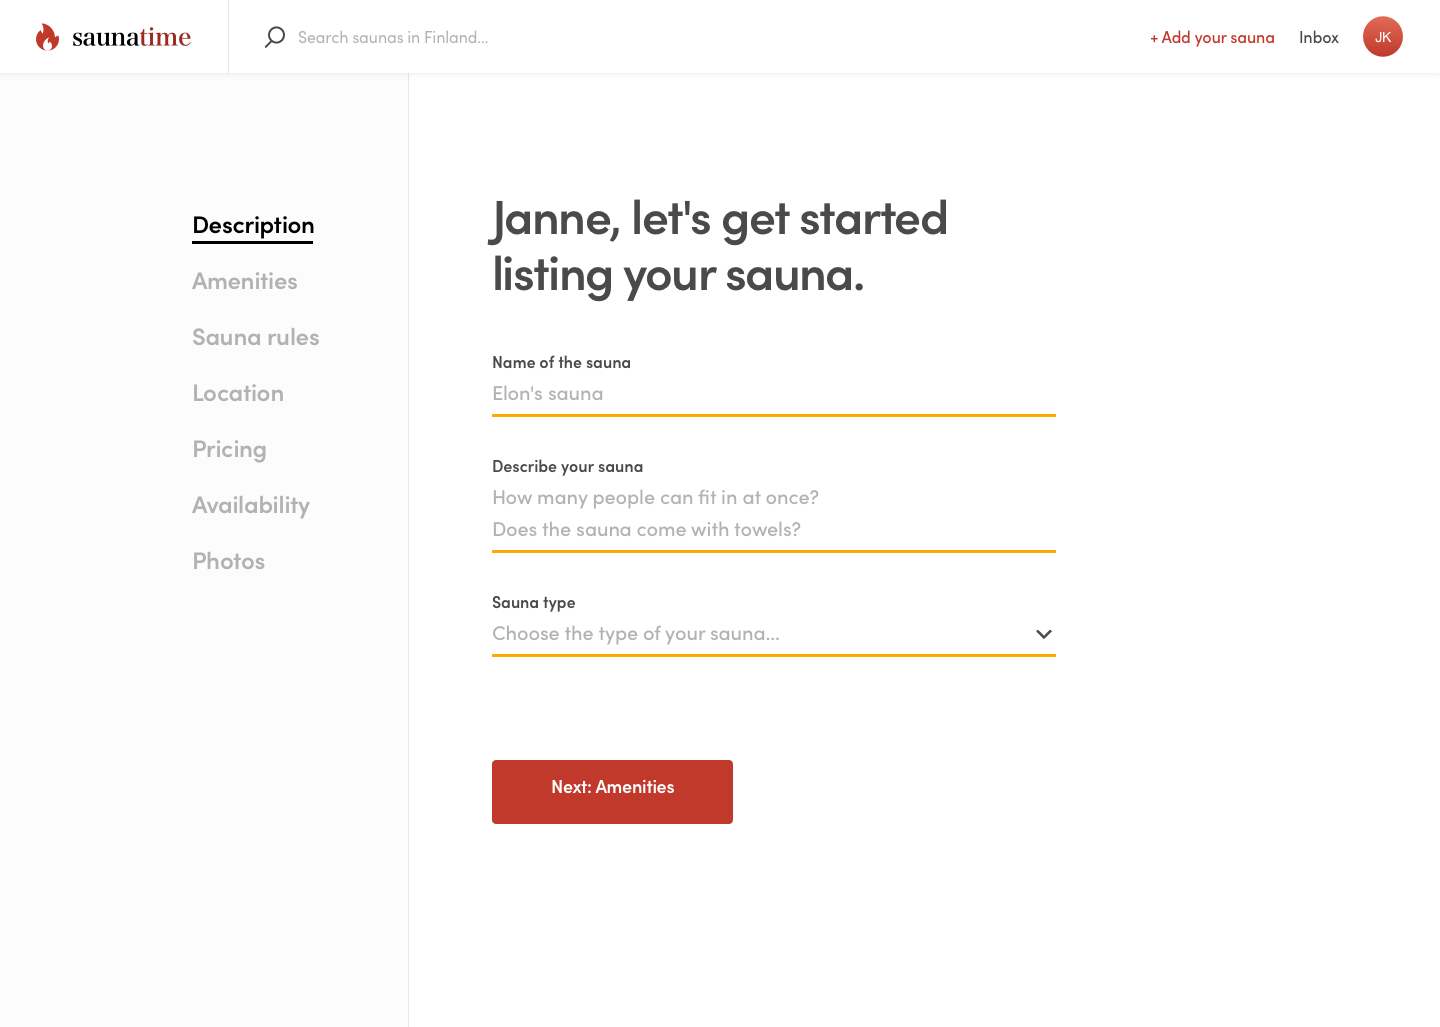 saunatime
Search saunas in Finland...
+ Add your sauna
Inbox
JK
Description
Amenities
Sauna rules
Location
Pricing
Availability
Photos
Janne, let's get started
listing your sauna.
Name of the sauna
Elon's sauna
Describe your sauna
How many people can fit in at once?
Does the sauna come with towels?
Sauna type
Choose the type of your sauna...
Next: Amenities